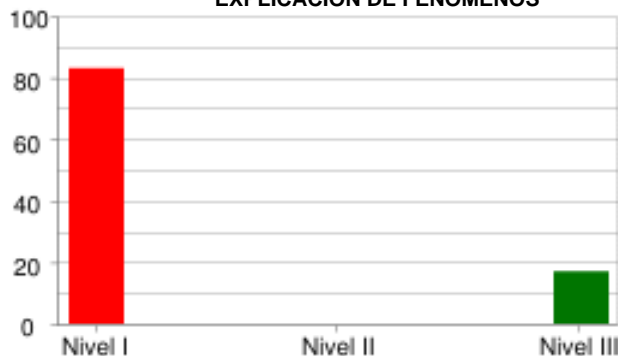 EXPLICACION DE FENOMENOS
100
80
60
40
20
0
Nivel I
Nivel II
Nivel III